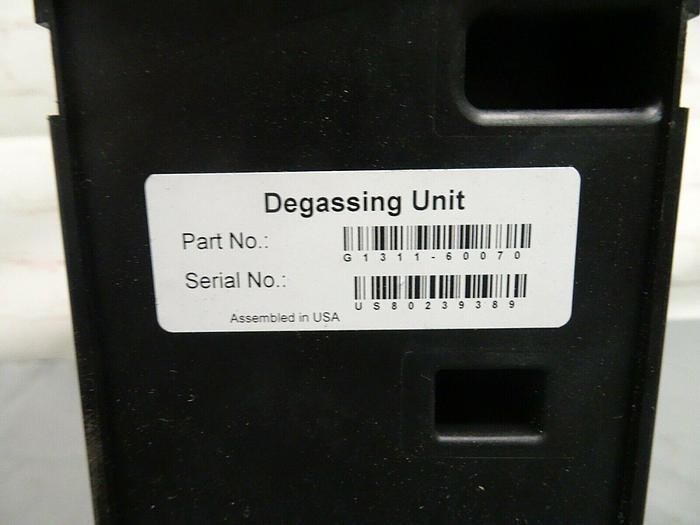 Degassing Unit
Part No.:
G1311-60070
Serial No.:
US80239389
Assembled in USA